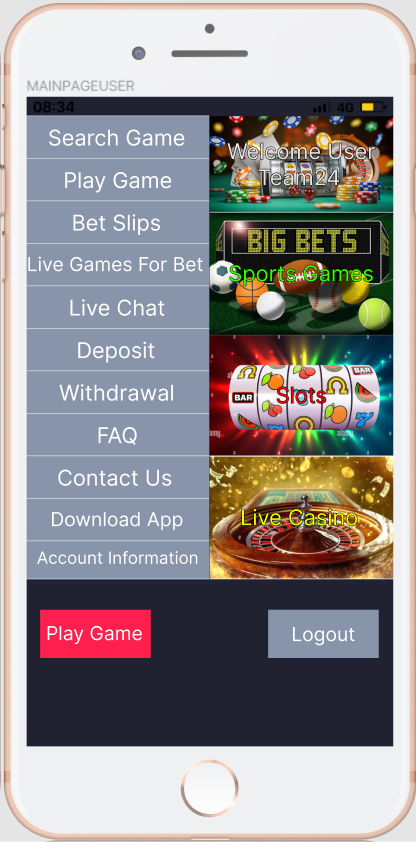 MAINPAGEUSER
08:34
4G
Search Game
Play Game
Bet Slips
Live Games For Bet
Live Chat
Deposit
Withdrawal
FAQ
Contact Us
Download App
Account Information
Welcome User
Team24
BIG BETS
Sports Games
BAR
BAR
7
Slots
Live Casino
Play Game
Logout